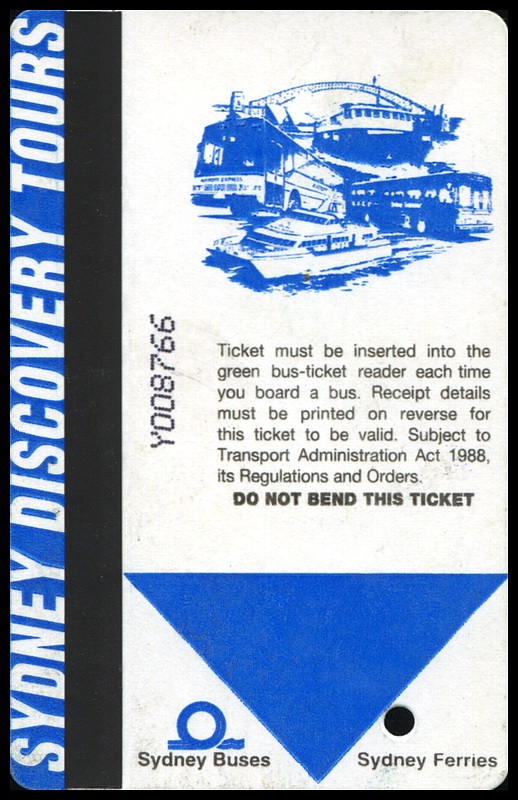 SYDNEY DISCOVERY TOURS
Y008766
Ticket must be inserted into the
green bus-ticket reader each time
you board a bus. Receipt details
must be printed on reverse for
this ticket to be valid. Subject to
Transport Administration Act 1988,
its Regulations and Orders.
DO NOT BEND THIS TICKET
Sydney Buses
Sydney Ferries